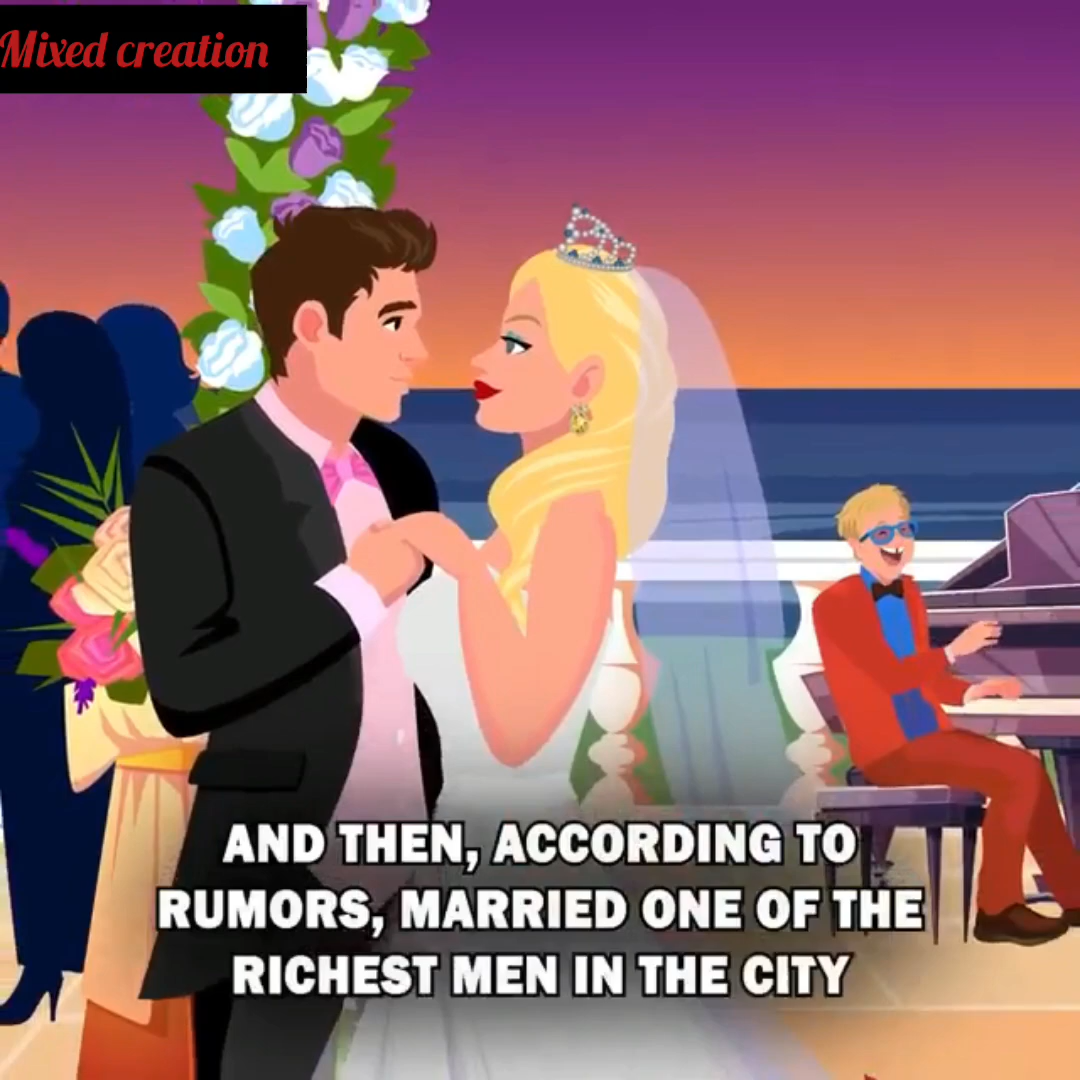 Mixed creation
AND THEN, ACCORDING TO
RUMORS, MARRIED ONE OF THE
RICHEST MEN IN THE CITY